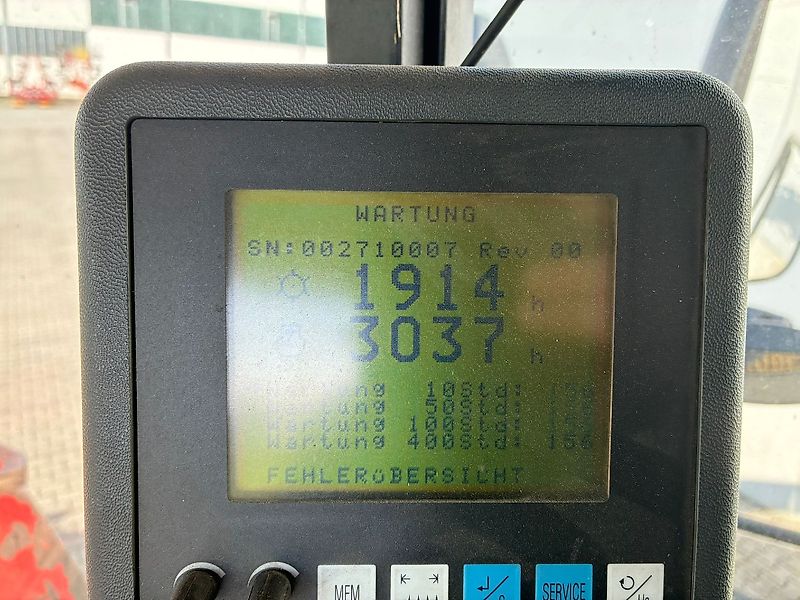 WARTUNG
SN:002710007 Rev 00
1914 h
3037 h
Wartung 10Std:
Wartung 50Std:
Wartung 100Std:
Wartung 400Std: 156
FEHLERÜBERSICHT
MEM
SERVICE